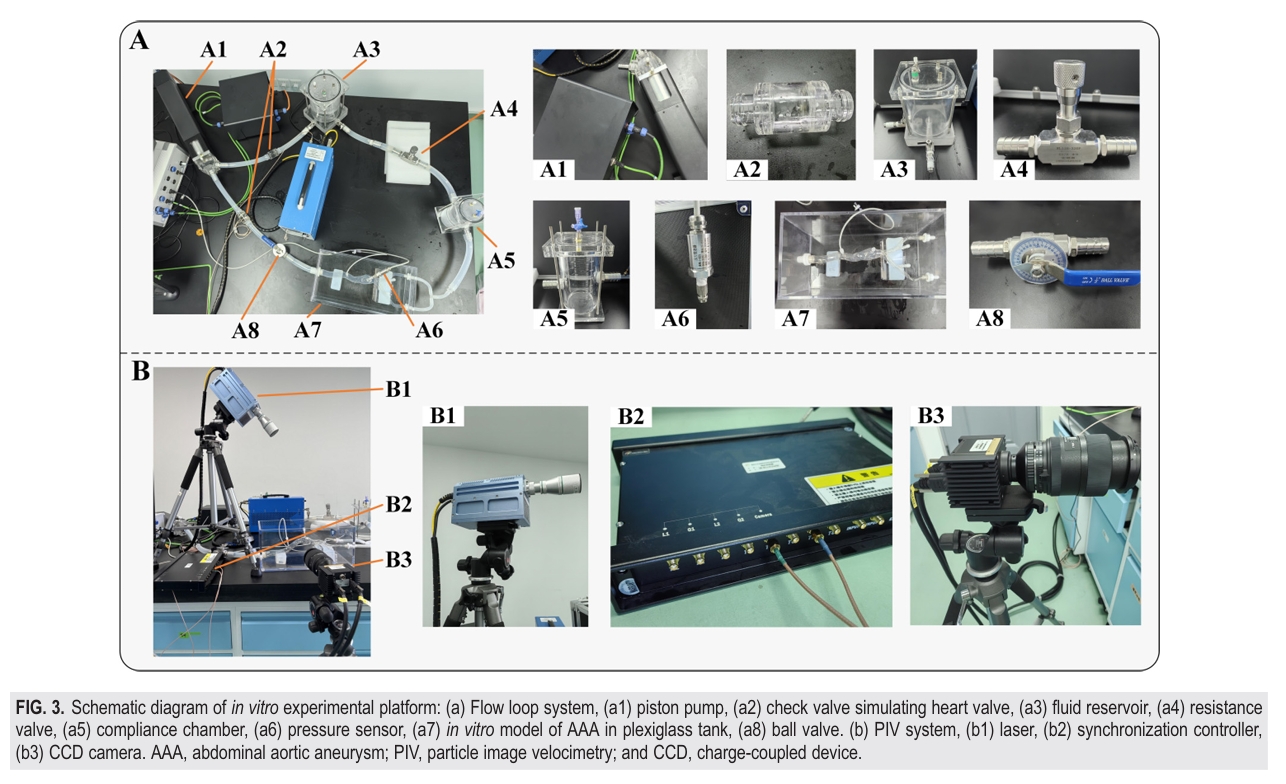 A
A1
A2
A3
A4
A5
A6
A7
A8
A1
A2
A3
A4
A5
A6
A7
A8
B
B1
B2
B3
B1
B2
B3
Camera
FIG. 3. Schematic diagram of in vitro experimental platform: (a) Flow loop system, (a1) piston pump, (a2) check valve simulating heart valve, (a3) fluid reservoir, (a4) resistance
valve, (a5) compliance chamber, (a6) pressure sensor, (a7) in vitro model of AAA in plexiglass tank, (a8) ball valve. (b) PIV system, (b1) laser, (b2) synchronization controller,
(b3) CCD camera. AAA, abdominal aortic aneurysm; PIV, particle image velocimetry; and CCD, charge-coupled device.